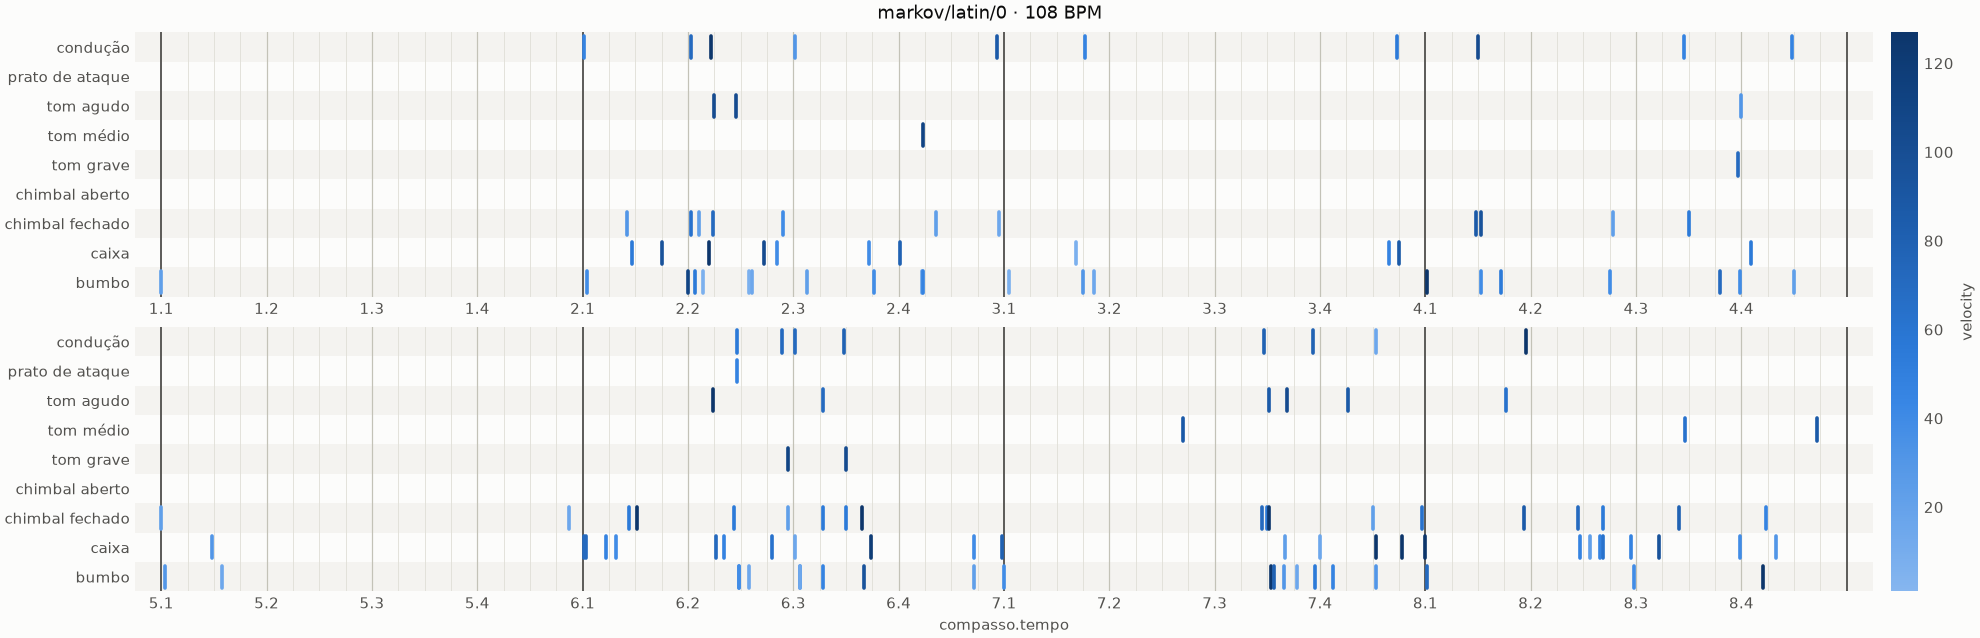 markov/latin/0 · 108 BPM
condução
prato de ataque
tom agudo
tom médio
tom grave
chimbal aberto
chimbal fechado
caixa
bumbo
1.1 1.2 1.3 1.4 2.1 2.2 2.3 2.4 3.1 3.2 3.3 3.4 4.1 4.2 4.3 4.4
condução
prato de ataque
tom agudo
tom médio
tom grave
chimbal aberto
chimbal fechado
caixa
bumbo
5.1 5.2 5.3 5.4 6.1 6.2 6.3 6.4 7.1 7.2 7.3 7.4 8.1 8.2 8.3 8.4
compasso.tempo
120
100
80
60
40
20
velocity